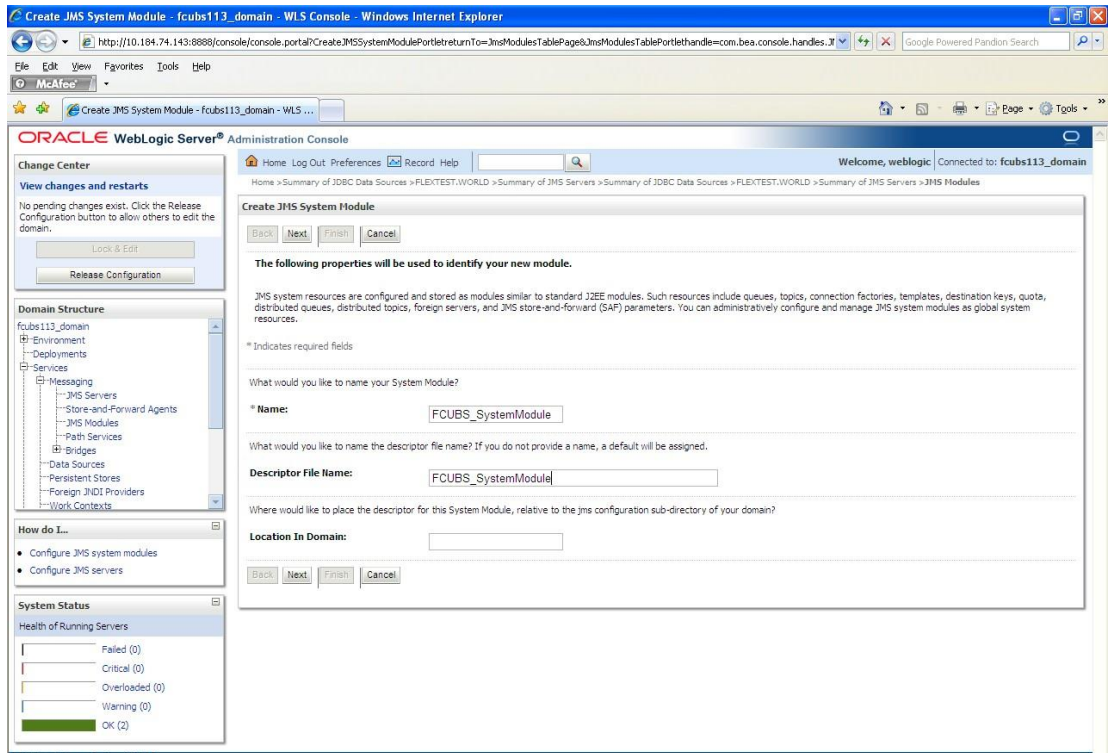 Create JMS System Module - fcubs113_domain - WLS Console - Windows Internet Explorer
http://10.184.74.143:8888/console/console.portal?CreateJMSSystemModulePortletreturnTo=JmsModulesTablePage&JmsModulesTablePortlethandle=com.bea.console.handles.J
Google Powered Pandion Search
File Edit View Favorites Tools Help
McAfee
Create JMS System Module - fcubs113_domain - WLS ...
Page Tools
ORACLE WebLogic Server® Administration Console
Change Center
View changes and restarts
No pending changes exist. Click the Release
Configuration button to allow others to edit the
domain.
Lock & Edit
Release Configuration
Domain Structure
fcubs113_domain
Environment
Deployments
Services
Messaging
JMS Servers
Store-and-Forward Agents
JMS Modules
Path Services
Bridges
Data Sources
Persistent Stores
Foreign JNDI Providers
Work Contexts
How do I...
Configure JMS system modules
Configure JMS servers
System Status
Health of Running Servers
Failed (0)
Critical (0)
Overloaded (0)
Warning (0)
OK (2)
Home Log Out Preferences Record Help
Welcome, weblogic Connected to: fcubs113_domain
Home >Summary of JDBC Data Sources >FLEXTEST.WORLD >Summary of JMS Servers >Summary of JDBC Data Sources >FLEXTEST.WORLD >Summary of JMS Servers >JMS Modules
Create JMS System Module
Back Next Finish Cancel
The following properties will be used to identify your new module.
JMS system resources are configured and stored as modules similar to standard J2EE modules. Such resources include queues, topics, connection factories, templates, destination keys, quota,
distributed queues, distributed topics, foreign servers, and JMS store-and-forward (SAF) parameters. You can administratively configure and manage JMS system modules as global system
resources.
* Indicates required fields
What would you like to name your System Module?
* Name: FCUBS_SystemModule
What would you like to name the descriptor file name? If you do not provide a name, a default will be assigned.
Descriptor File Name: FCUBS_SystemModule
Where would like to place the descriptor for this System Module, relative to the jms configuration sub-directory of your domain?
Location In Domain:
Back Next Finish Cancel